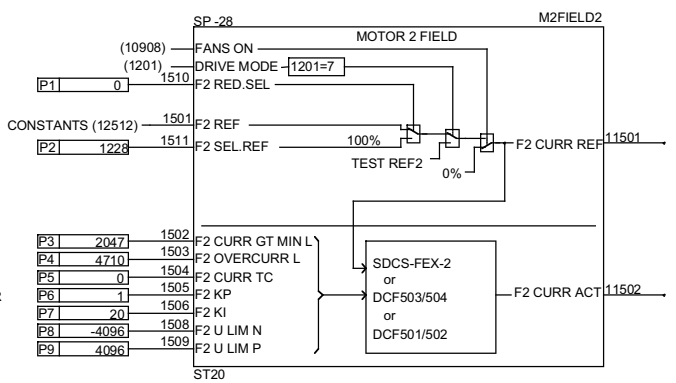 SP -28 M2FIELD2
MOTOR 2 FIELD
(10908) FANS ON
(1201) DRIVE MODE 1201=7
P1 0 1510 F2 RED.SEL
CONSTANTS (12512) 1501 F2 REF
P2 1228 1511 F2 SEL.REF 100% F2 CURR REF 11501
TEST REF2
0%
P3 2047 1502 F2 CURR GT MIN L
P4 4710 1503 F2 OVERCURR L
P5 0 1504 F2 CURR TC
P6 1 1505 F2 KP
P7 20 1506 F2 KI
P8 -4096 1508 F2 U LIM N
P9 4096 1509 F2 U LIM P
SDCS-FEX-2
or
DCF503/504
or
DCF501/502
F2 CURR ACT 11502
ST20